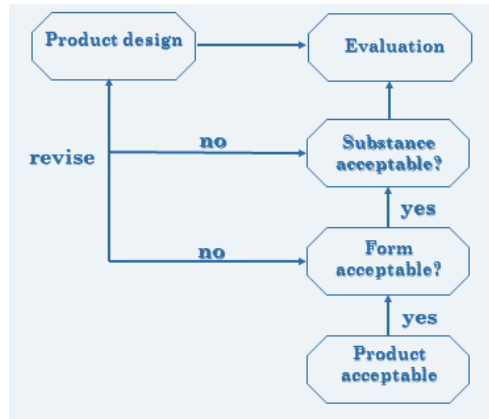 Product design
Evaluation
no
Substance
acceptable?
revise
yes
no
Form
acceptable?
yes
Product
acceptable